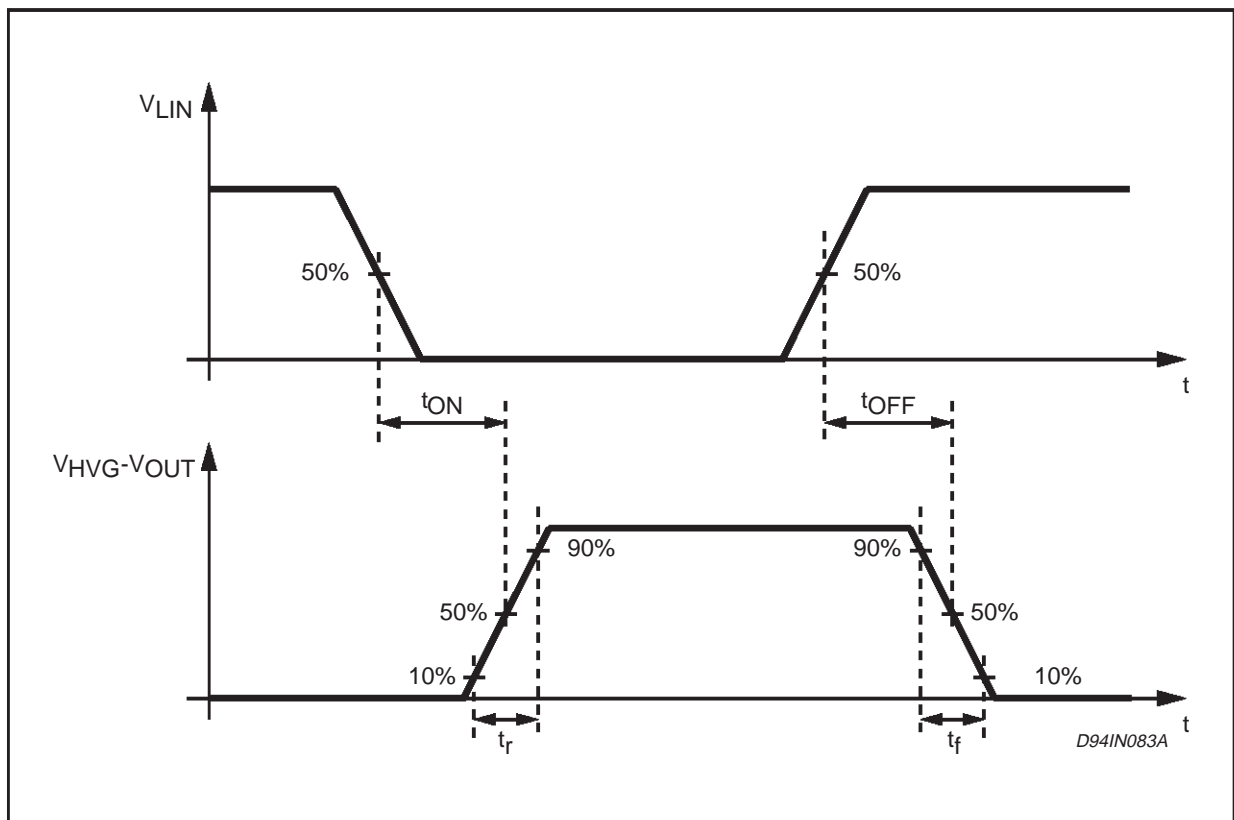 VLIN
50%
50%
t
tON
tOFF
VHVG-VOUT
90%
90%
50%
50%
10%
10%
tr
tf
t
D94IN083A